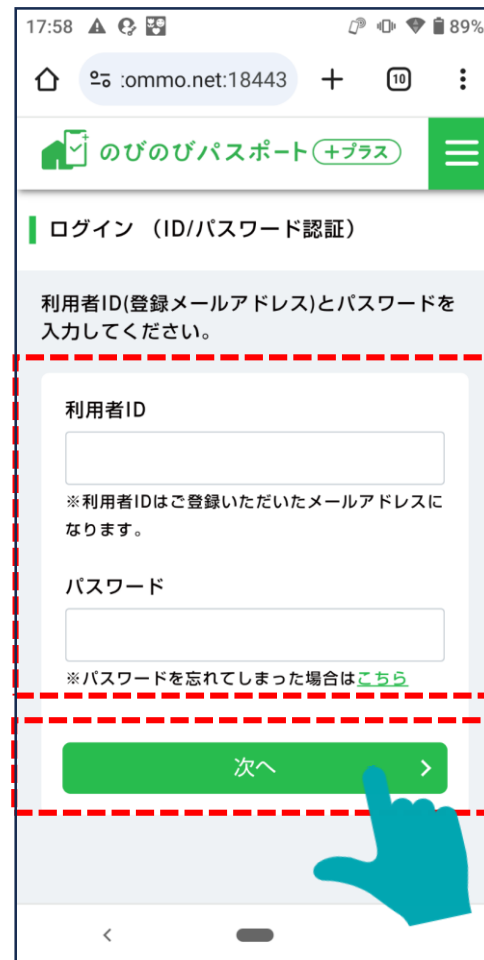 17:58 89%
:ommo.net:18443 10
のびのびパスポート +プラス
ログイン （ID/パスワード認証）
利用者ID(登録メールアドレス)とパスワードを
入力してください。
利用者ID
※利用者IDはご登録いただいたメールアドレスに
なります。
パスワード
※パスワードを忘れてしまった場合はこちら
次へ